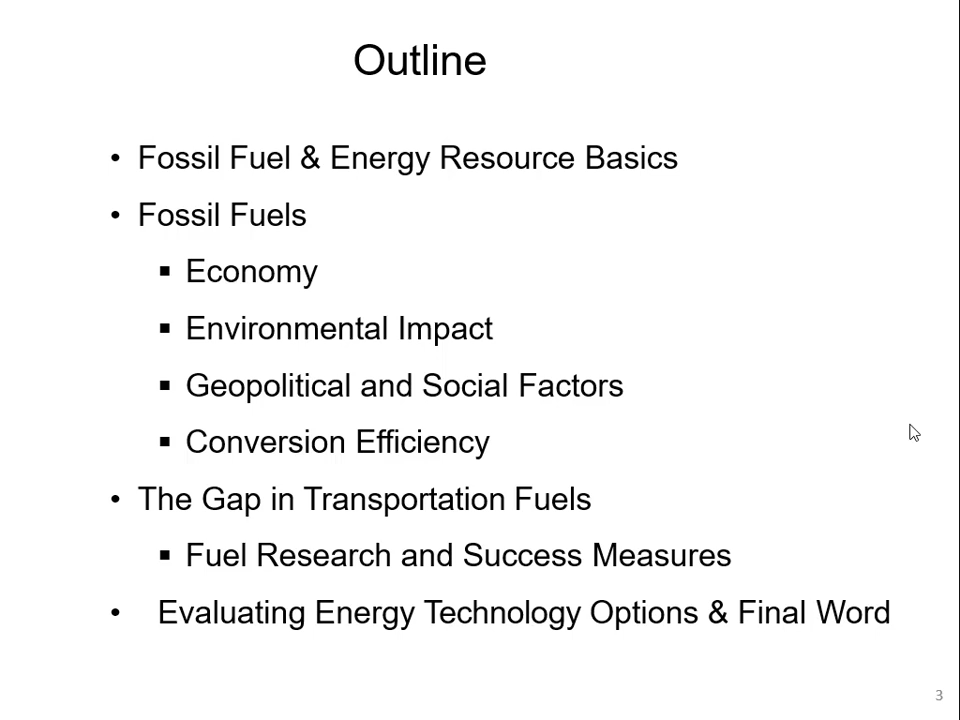 Outline
• Fossil Fuel & Energy Resource Basics
• Fossil Fuels
▪ Economy
▪ Environmental Impact
▪ Geopolitical and Social Factors
▪ Conversion Efficiency
• The Gap in Transportation Fuels
▪ Fuel Research and Success Measures
• Evaluating Energy Technology Options & Final Word
3